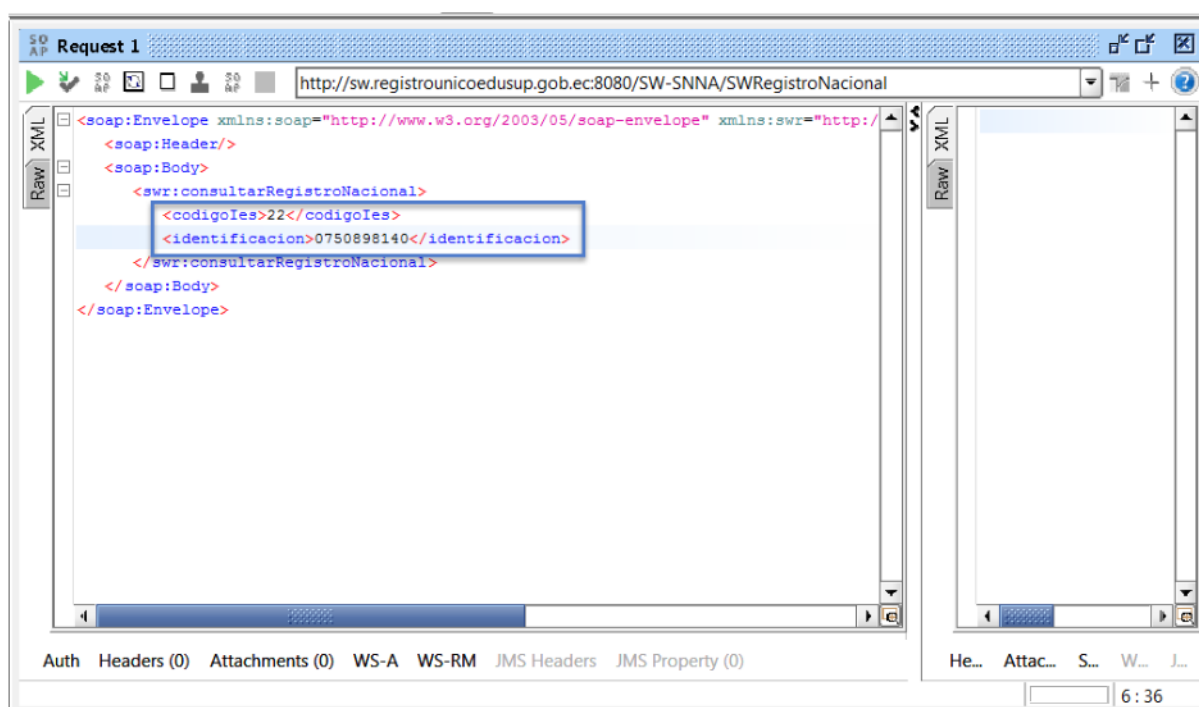 SO AP Request 1
http://sw.registrounicoedusup.gob.ec:8080/SW-SNNA/SWRegistroNacional
XML
Raw
<soap:Envelope xmlns:soap="http://www.w3.org/2003/05/soap-envelope" xmlns:swr="http:/
<soap:Header/>
<soap:Body>
<swr:consultarRegistroNacional>
<codigoIes>22</codigoIes>
<identificacion>0750898140</identificacion>
</swr:consultarRegistroNacional>
</soap:Body>
</soap:Envelope>
XML
Raw
Auth Headers (0) Attachments (0) WS-A WS-RM JMS Headers JMS Property (0)
He... Attac... S... W... J...
6 : 36